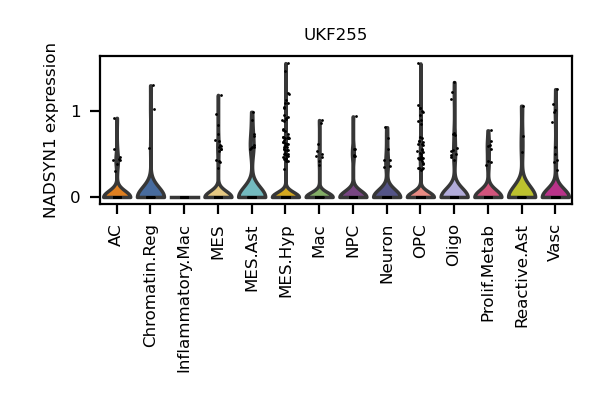 UKF255
NADSYN1 expression
1
0
AC
Chromatin.Reg
Inflammatory.Mac
MES
MES.Ast
MES.Hyp
Mac
NPC
Neuron
OPC
Oligo
Prolif.Metab
Reactive.Ast
Vasc